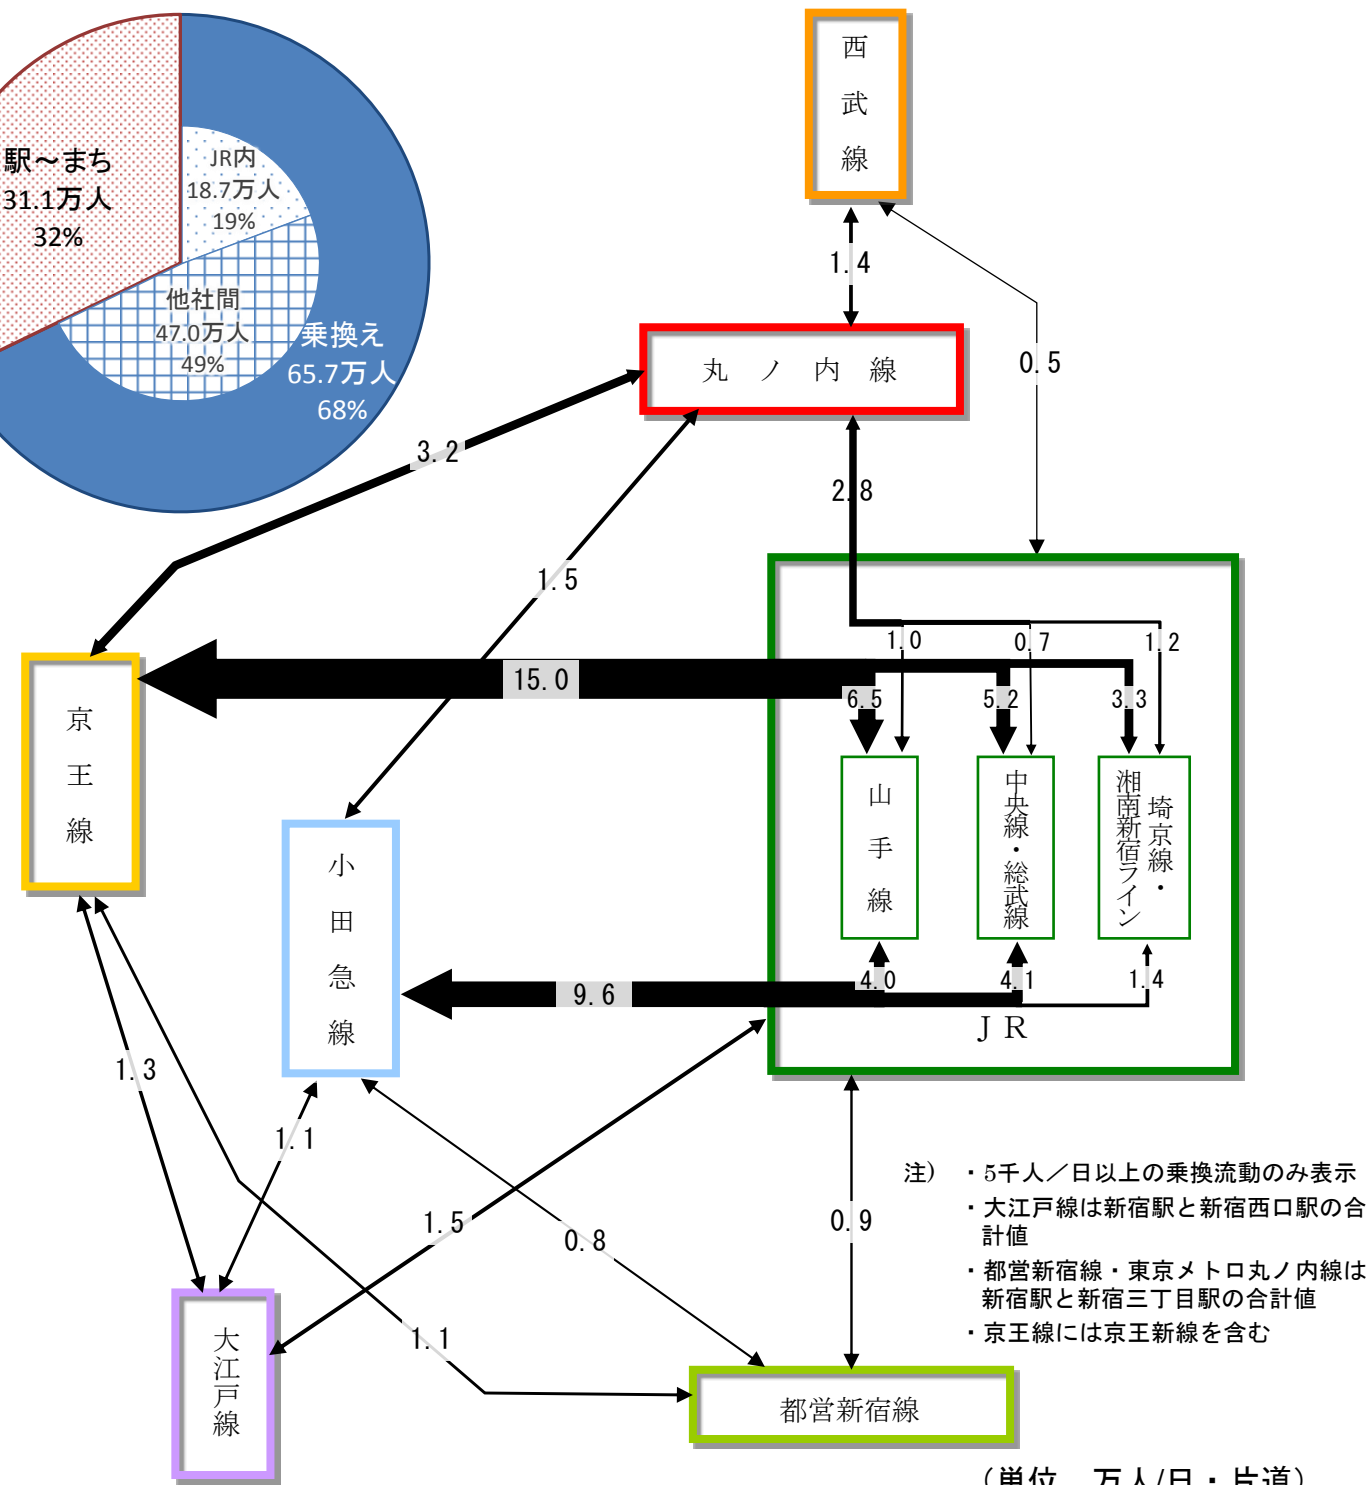 駅～まち
31.1万人
32%
JR内
18.7万人
19%
他社間
47.0万人
49%
乗換え
65.7万人
68%
西武線
1.4
0.5
丸ノ内線
3.2
2.8
1.5
1.0
0.7
1.2
15.0
6.5
5.2
3.3
京王線
山手線
中央線・総武線
埼京線・
湘南新宿ライン
小田急線
9.6
4.0
4.1
1.4
JR
1.3
1.1
1.5
0.8
0.9
1.1
大江戸線
都営新宿線
注) ・5千人／日以上の乗換流動のみ表示
・大江戸線は新宿駅と新宿西口駅の合
計値
・都営新宿線・東京メトロ丸ノ内線は
新宿駅と新宿三丁目駅の合計値
・京王線には京王新線を含む
(単位 万人/日・片道)